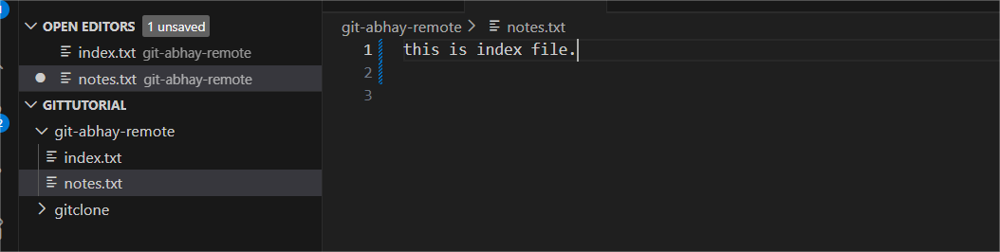 OPEN EDITORS 1 unsaved
index.txt git-abhay-remote
notes.txt git-abhay-remote
GITTUTORIAL
git-abhay-remote
index.txt
notes.txt
gitclone
git-abhay-remote > notes.txt
1 this is index file.
2
3